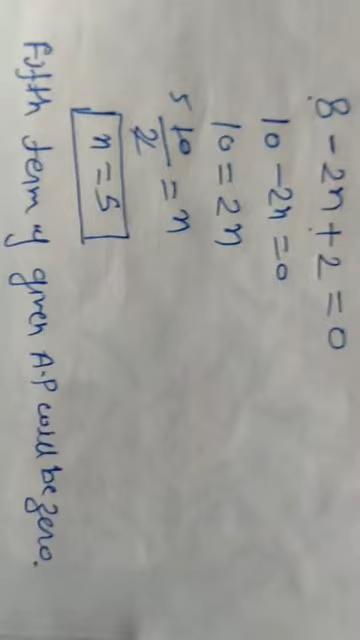 8 - 2n + 2 = 0
10 - 2n = 0
10 = 2n
5 10/2 = n
n = 5
Fifth term of given A.P could be zero.